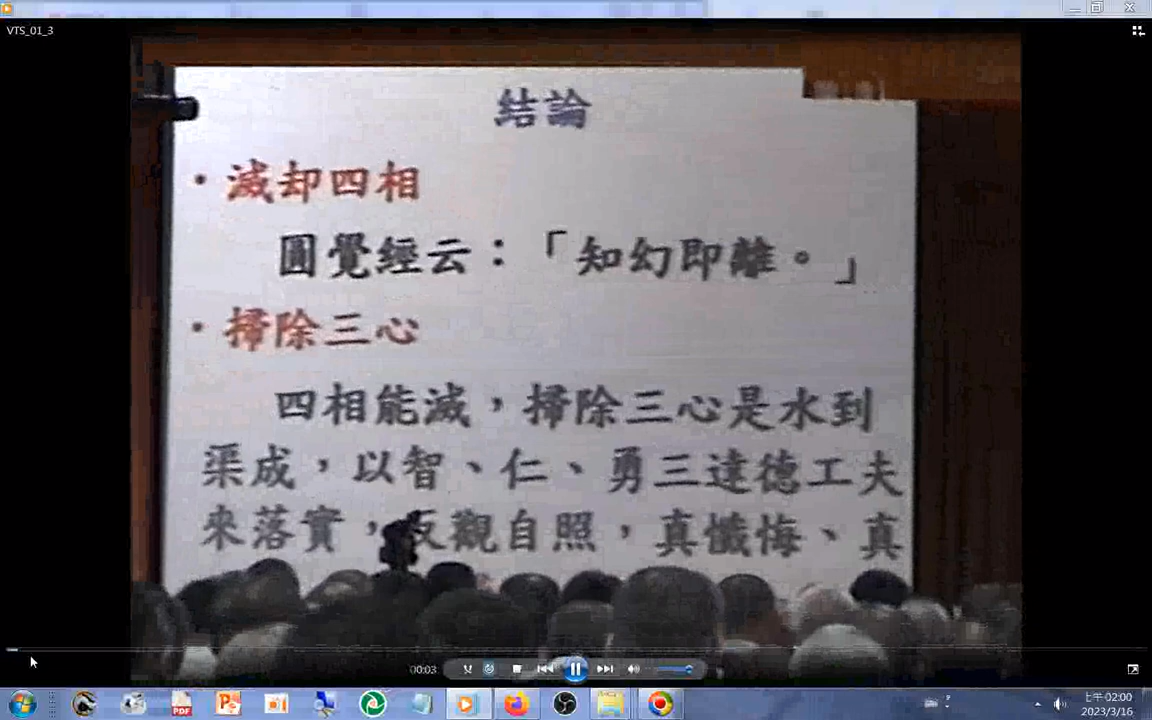 VTS_01_3
結論
・滅却四相
圓覺經云：「知幻即離。」
・掃除三心
四相能滅，掃除三心是水到
渠成，以智、仁、勇三達德工夫
來落實，反觀自照，真懺悔、真
00:03
PDF
上午 02:00
2023/3/16